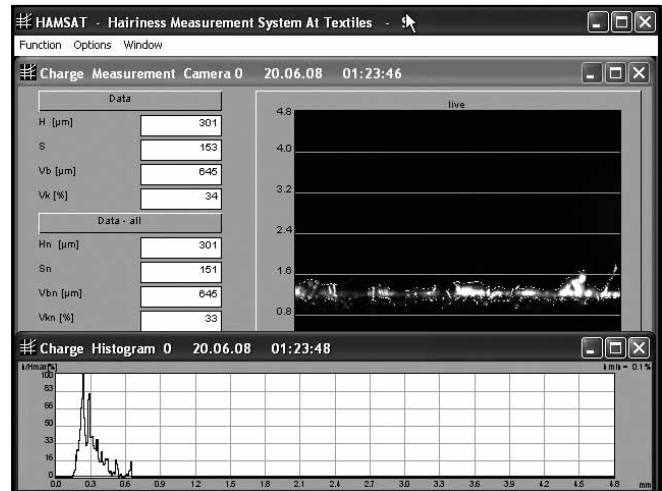 HAMSAT - Hairiness Measurement System At Textiles -
Function Options Window
Charge Measurement Camera 0 20.06.08 01:23:46
Data
H [µm] 301
S 153
Vb [µm] 645
Vk [%] 34
Data - all
Hn [µm] 301
Sn 151
Vbn [µm] 645
Vkn [%] 33
live
4.8
4.0
3.2
2.4
1.6
0.8
Charge Histogram 0 20.06.08 01:23:48
100
83
66
50
33
16
0
0.0 0.3 0.6 0.9 1.2 1.5 1.8 2.1 2.4 2.7 3.0 3.3 3.6 3.9 4.2 4.5 4.8 mm